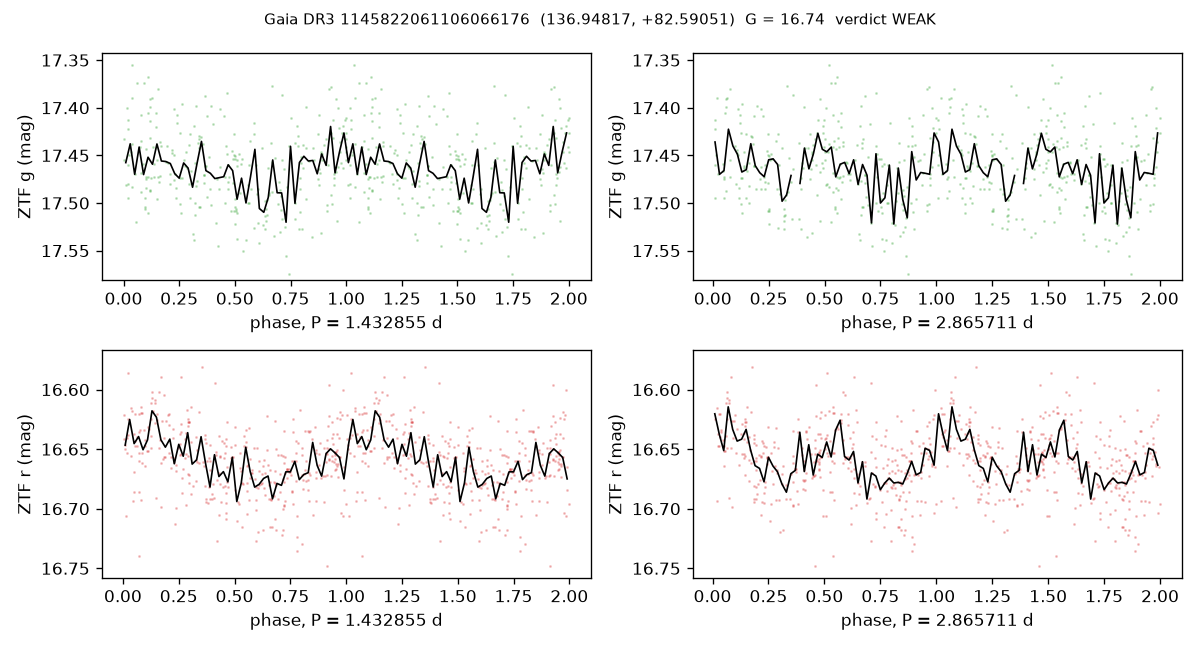 Gaia DR3 1145822061106066176 (136.94817, +82.59051) G = 16.74 verdict WEAK
17.35
17.40
17.45
17.50
17.55
ZTF g (mag)
0.00 0.25 0.50 0.75 1.00 1.25 1.50 1.75 2.00
phase, P = 1.432855 d
17.35
17.40
17.45
17.50
17.55
ZTF g (mag)
0.00 0.25 0.50 0.75 1.00 1.25 1.50 1.75 2.00
phase, P = 2.865711 d
16.60
16.65
16.70
16.75
ZTF r (mag)
0.00 0.25 0.50 0.75 1.00 1.25 1.50 1.75 2.00
phase, P = 1.432855 d
16.60
16.65
16.70
16.75
ZTF r (mag)
0.00 0.25 0.50 0.75 1.00 1.25 1.50 1.75 2.00
phase, P = 2.865711 d